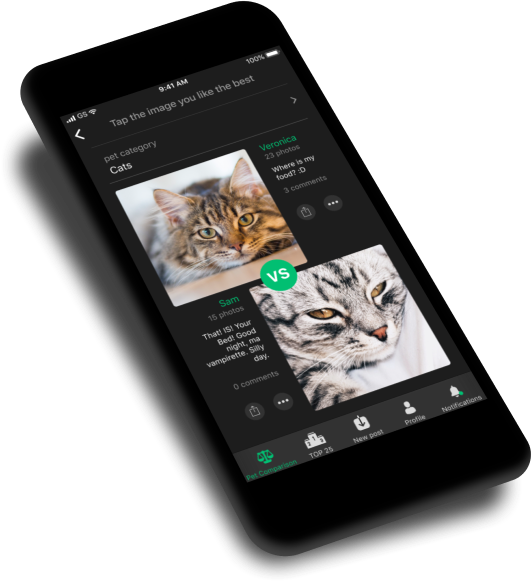 G5
9:41 AM
100%
Tap the image you like the best
pet category
Cats
Veronica
23 photos
Where is my
food? :D
3 comments
VS
Sam
15 photos
That! IS! Your
Bed! Good
night, ma
vampirette. Silly
day.
0 comments
Pet Comparison
TOP 25
New post
Profile
Notifications